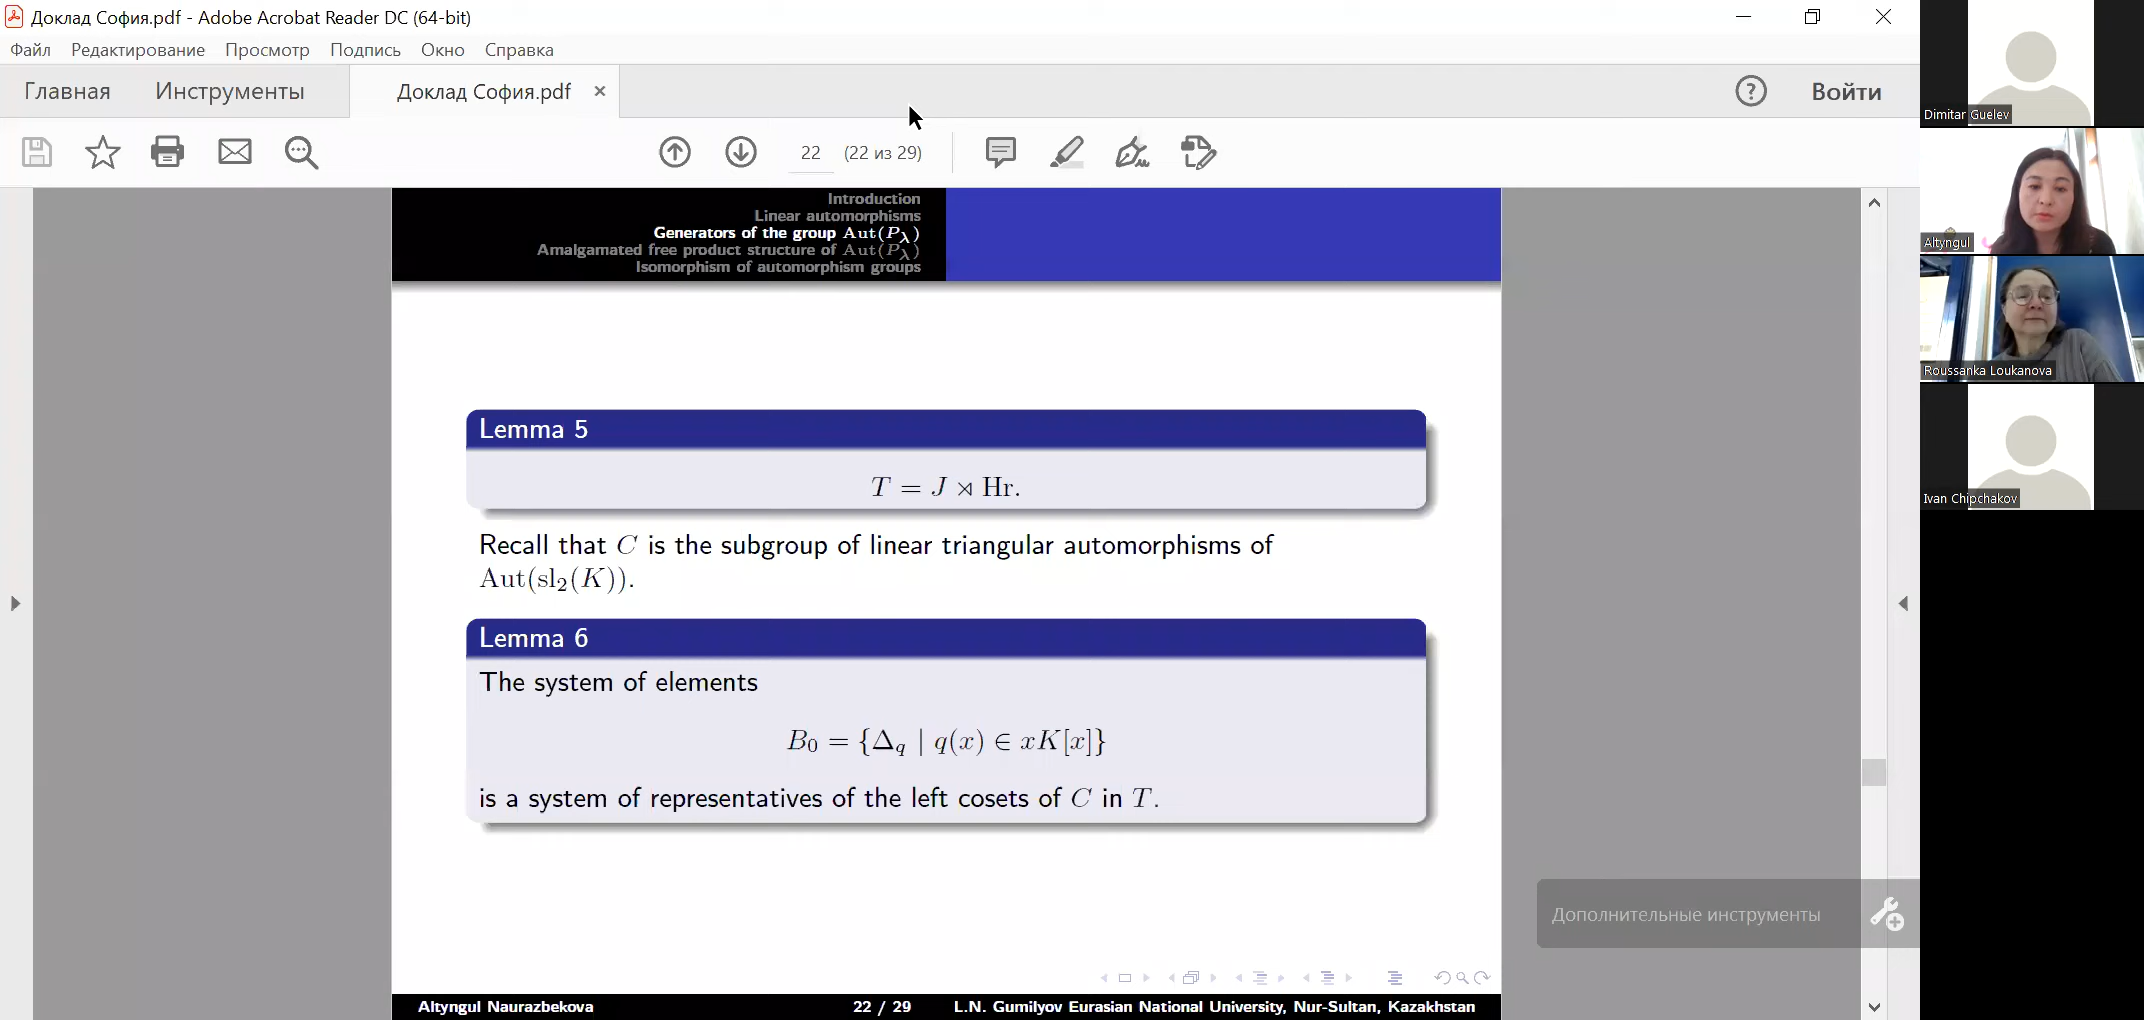 Доклад София.pdf - Adobe Acrobat Reader DC (64-bit)
Файл Редактирование Просмотр Подпись Окно Справка
Главная Инструменты Доклад София.pdf × Войти
22 (22 из 29)
Introduction
Linear automorphisms
Generators of the group Aut(P_λ)
Amalgamated free product structure of Aut(P_λ)
Isomorphism of automorphism groups
Lemma 5
T = J ⋊ Hr.
Recall that C is the subgroup of linear triangular automorphisms of
Aut(sl₂(K)).
Lemma 6
The system of elements
B₀ = {Δ_q | q(x) ∈ xK[x]}
is a system of representatives of the left cosets of C in T.
Дополнительные инструменты
Altyngul Naurazbekova 22 / 29 L.N. Gumilyov Eurasian National University, Nur-Sultan, Kazakhstan
Dimitar Guelev
Altyngul
Roussanka Loukanova
Ivan Chipchakov